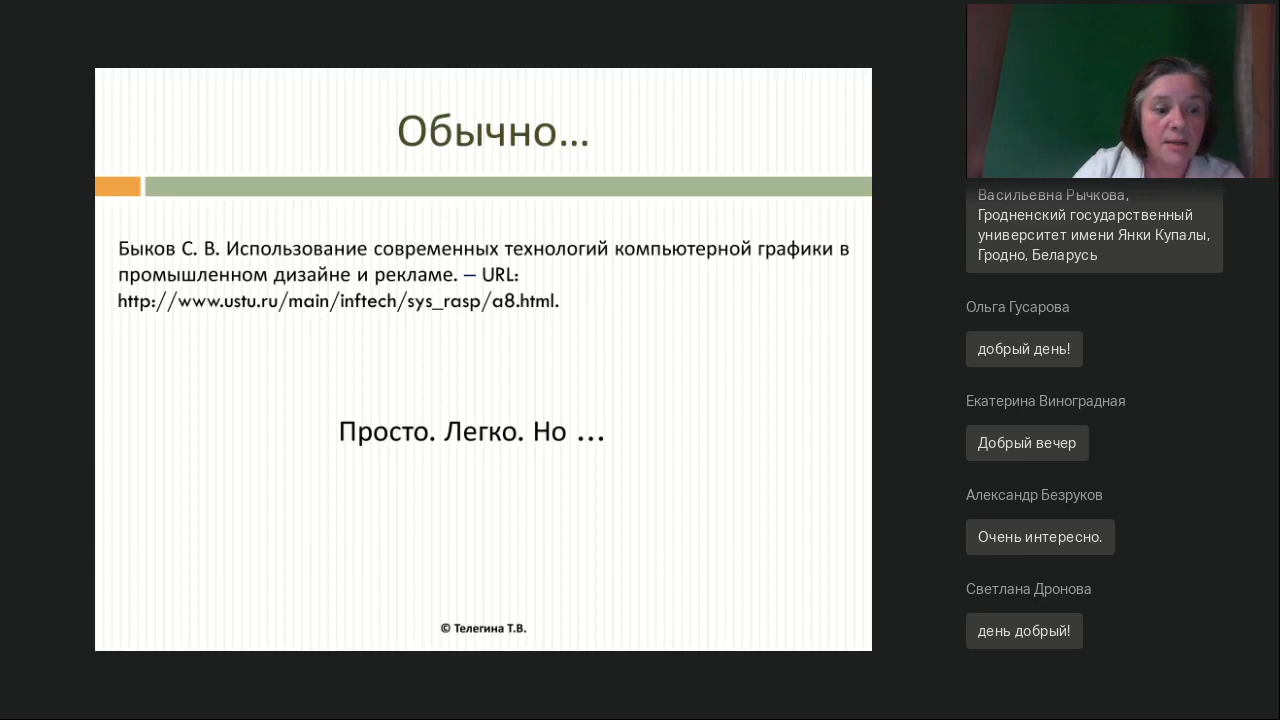 Обычно...
Быков С. В. Использование современных технологий компьютерной графики в
промышленном дизайне и рекламе. – URL:
http://www.ustu.ru/main/inftech/sys_rasp/a8.html.
Просто. Легко. Но ...
© Телегина Т.В.
Васильевна Рычкова,
Гродненский государственный
университет имени Янки Купалы,
Гродно, Беларусь
Ольга Гусарова
добрый день!
Екатерина Виноградная
Добрый вечер
Александр Безруков
Очень интересно.
Светлана Дронова
день добрый!